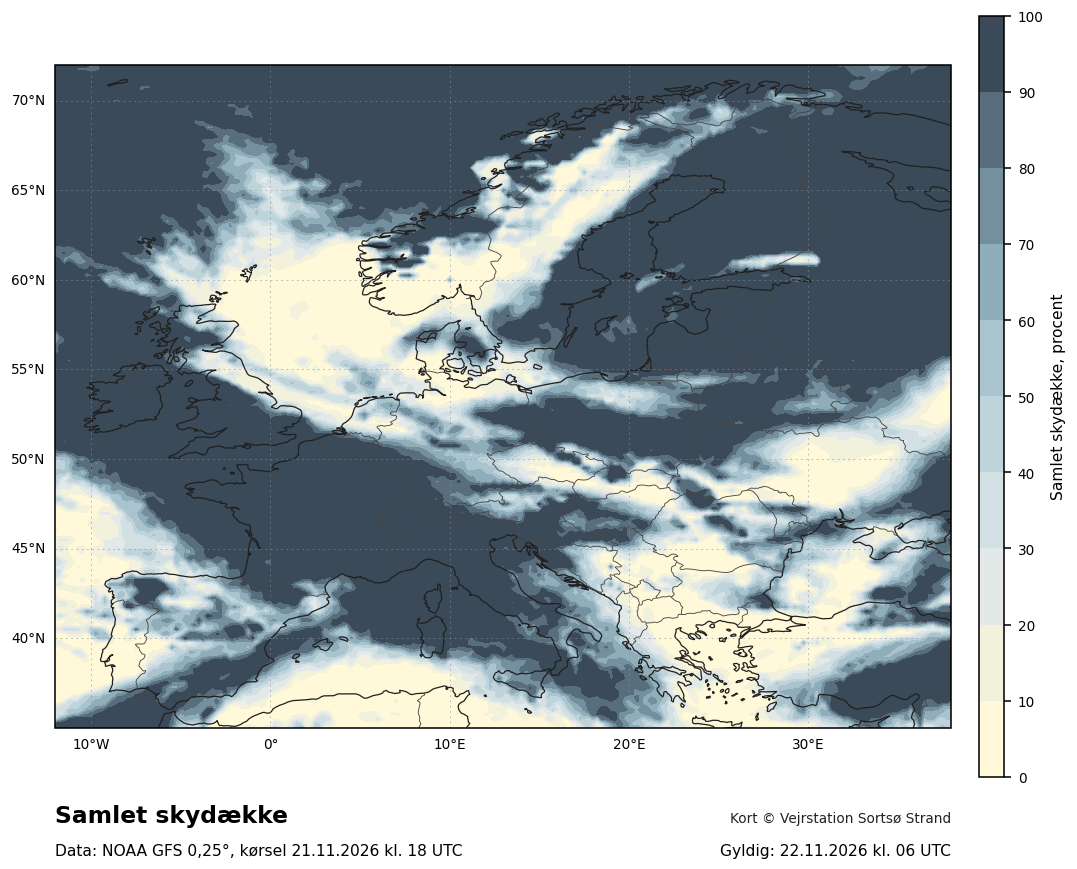 100
90
80
70
60
50
40
30
20
10
0
Samlet skydække, procent
70°N
65°N
60°N
55°N
50°N
45°N
40°N
10°W
0°
10°E
20°E
30°E
Samlet skydække
Kort © Vejrstation Sortsø Strand
Data: NOAA GFS 0,25°, kørsel 21.11.2026 kl. 18 UTC
Gyldig: 22.11.2026 kl. 06 UTC